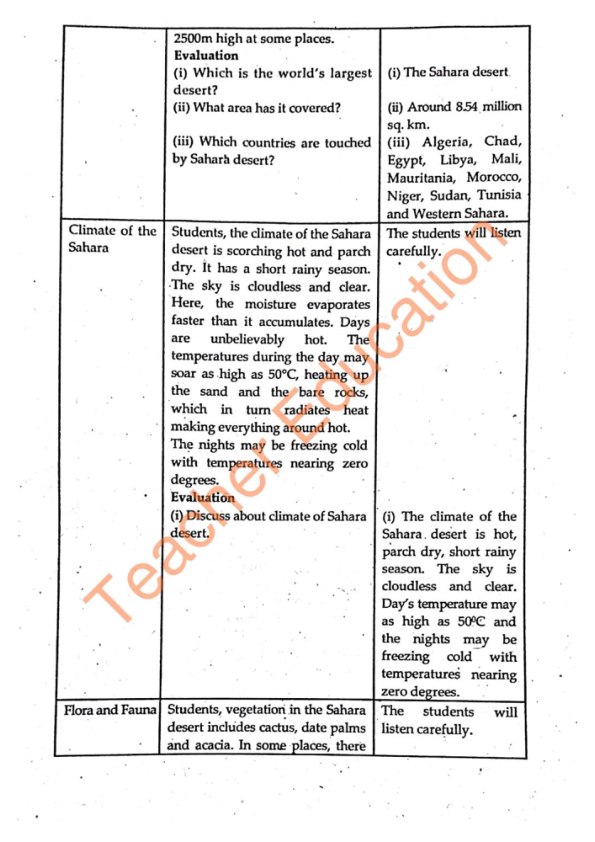 2500m high at some places.
Evaluation
(i) Which is the world's largest
desert?
(ii) What area has it covered?
(iii) Which countries are touched
by Sahara desert?
(i) The Sahara desert
(ii) Around 8.54 million
sq. km.
(iii) Algeria, Chad,
Egypt, Libya, Mali,
Mauritania, Morocco,
Niger, Sudan, Tunisia
and Western Sahara.
Climate of the
Sahara
Students, the climate of the Sahara
desert is scorching hot and parch
dry. It has a short rainy season.
The sky is cloudless and clear.
Here, the moisture evaporates
faster than it accumulates. Days
are unbelievably hot. The
temperatures during the day may
soar as high as 50°C, heating up
the sand and the bare rocks,
which in turn radiates heat
making everything around hot.
The nights may be freezing cold
with temperatures nearing zero
degrees.
Evaluation
(i) Discuss about climate of Sahara
desert.
The students will listen
carefully.
(i) The climate of the
Sahara desert is hot,
parch dry, short rainy
season. The sky is
cloudless and clear.
Day's temperature may
as high as 50°C and
the nights may be
freezing cold with
temperatures nearing
zero degrees.
Flora and Fauna
Students, vegetation in the Sahara
desert includes cactus, date palms
and acacia. In some places, there
The students will
listen carefully.
Teacher Education